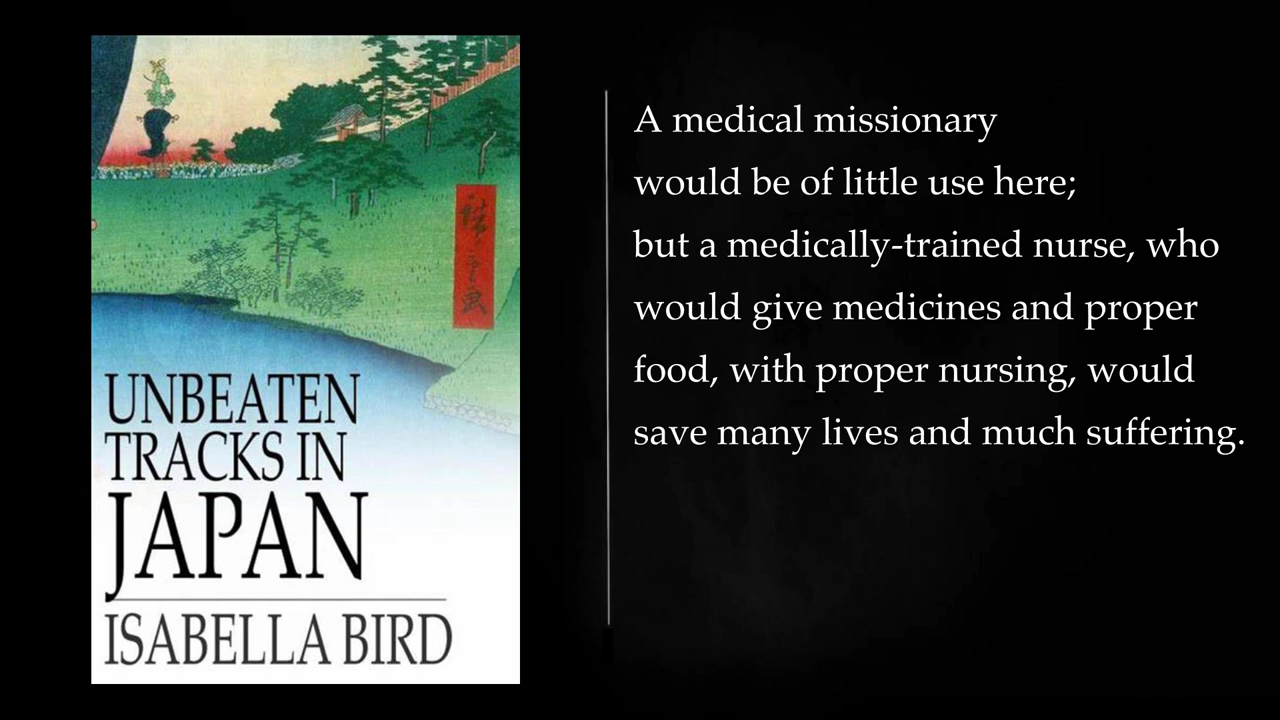 UNBEATEN
TRACKS IN
JAPAN
ISABELLA BIRD
A medical missionary
would be of little use here;
but a medically-trained nurse, who
would give medicines and proper
food, with proper nursing, would
save many lives and much suffering.